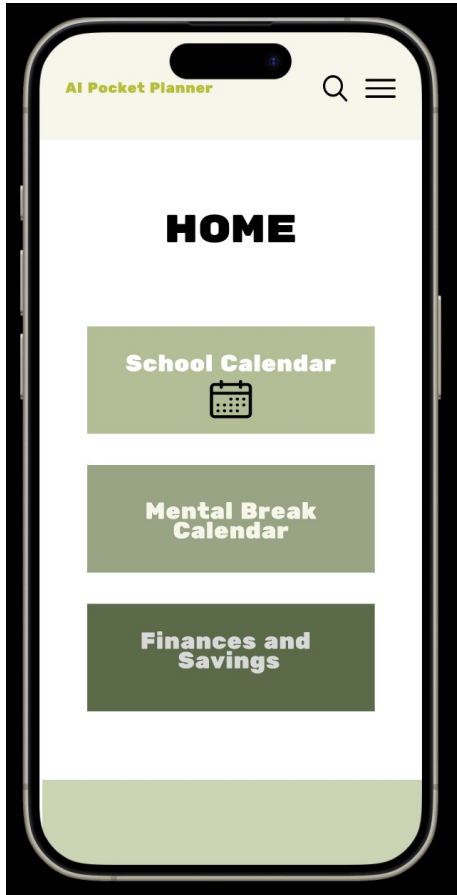 AI Pocket Planner
HOME
School Calendar
Mental Break
Calendar
Finances and
Savings